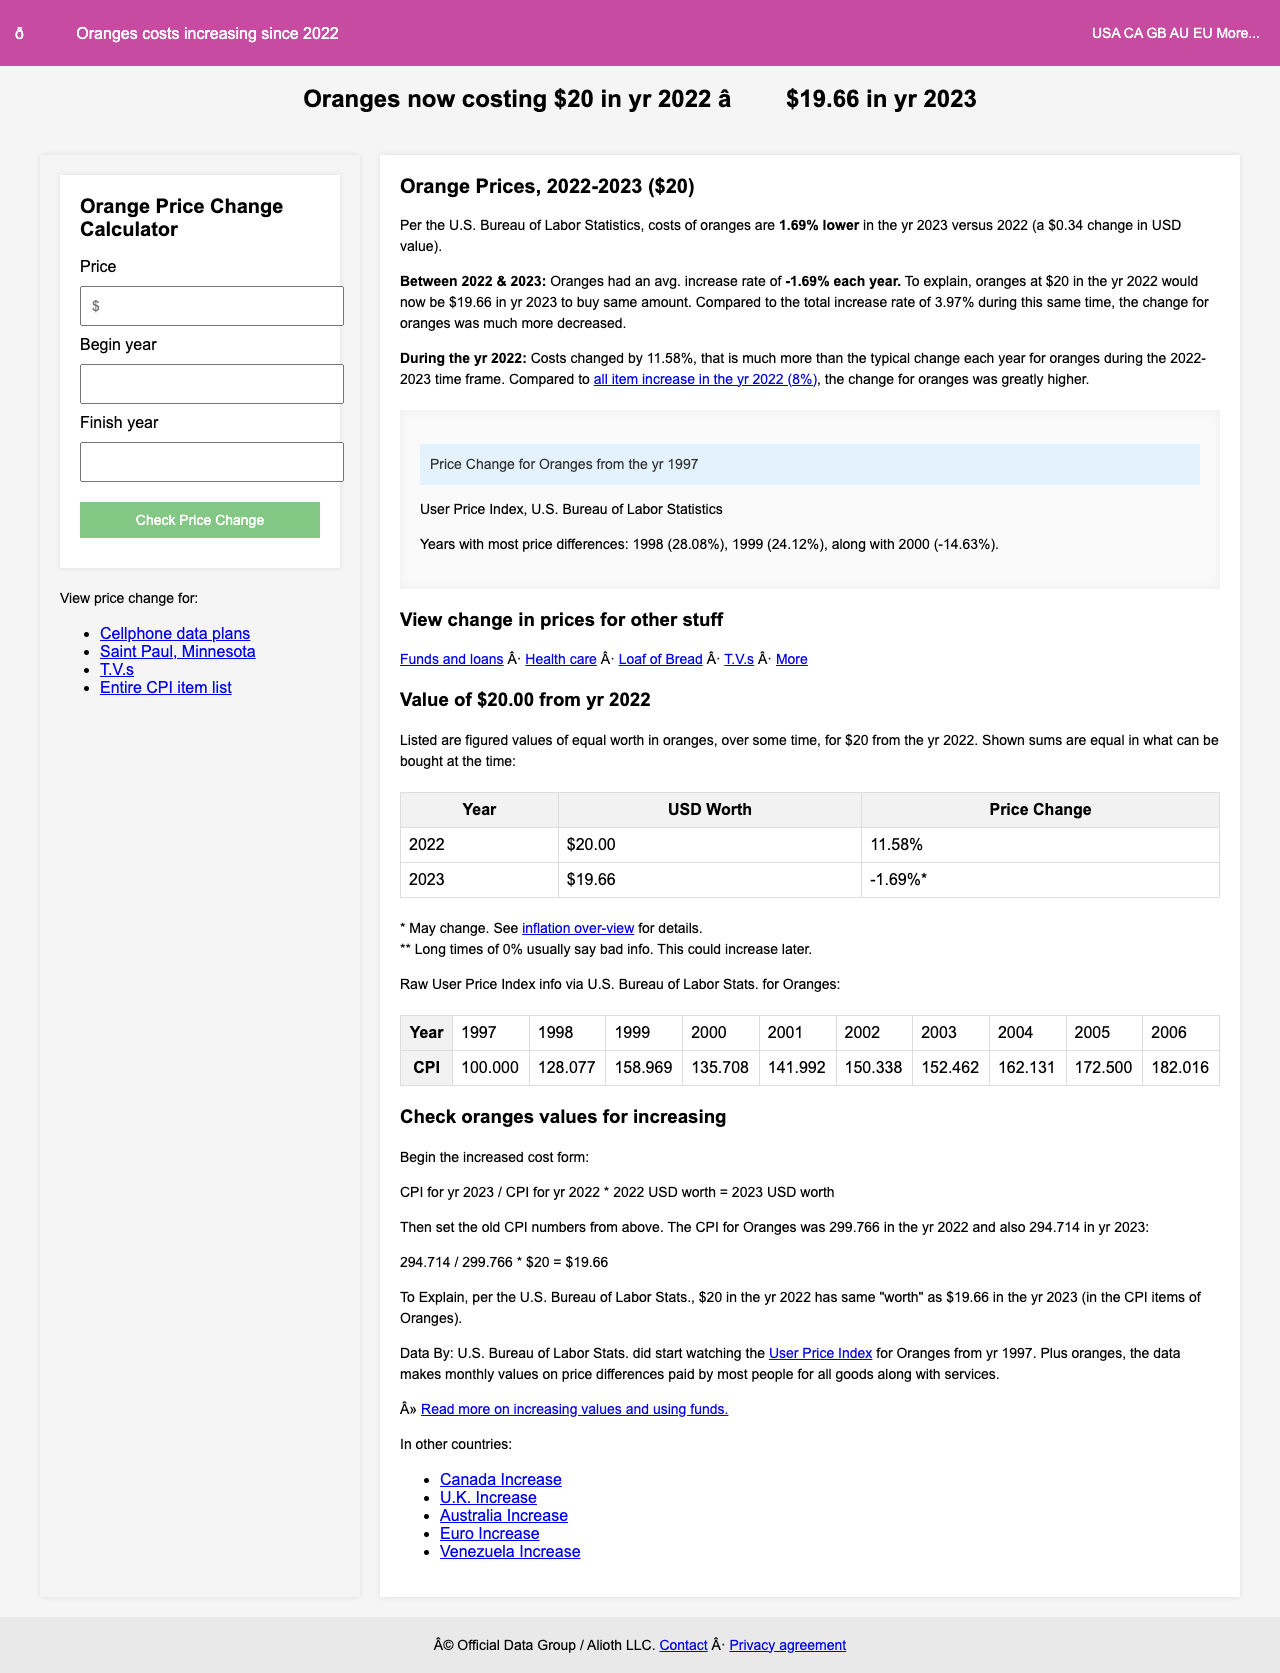 ð Oranges costs increasing since 2022
USA CA GB AU EU More...
Oranges now costing $20 in yr 2022 â $19.66 in yr 2023
Orange Price Change
Calculator
Price
$
Begin year
Finish year
Check Price Change
View price change for:
• Cellphone data plans
• Saint Paul, Minnesota
• T.V.s
• Entire CPI item list
Orange Prices, 2022-2023 ($20)
Per the U.S. Bureau of Labor Statistics, costs of oranges are 1.69% lower in the yr 2023 versus 2022 (a $0.34 change in USD
value).
Between 2022 & 2023: Oranges had an avg. increase rate of -1.69% each year. To explain, oranges at $20 in the yr 2022 would
now be $19.66 in yr 2023 to buy same amount. Compared to the total increase rate of 3.97% during this same time, the change for
oranges was much more decreased.
During the yr 2022: Costs changed by 11.58%, that is much more than the typical change each year for oranges during the 2022-
2023 time frame. Compared to all item increase in the yr 2022 (8%), the change for oranges was greatly higher.
Price Change for Oranges from the yr 1997
User Price Index, U.S. Bureau of Labor Statistics
Years with most price differences: 1998 (28.08%), 1999 (24.12%), along with 2000 (-14.63%).
View change in prices for other stuff
Funds and loans Â· Health care Â· Loaf of Bread Â· T.V.s Â· More
Value of $20.00 from yr 2022
Listed are figured values of equal worth in oranges, over some time, for $20 from the yr 2022. Shown sums are equal in what can be
bought at the time:
Year USD Worth Price Change
2022 $20.00 11.58%
2023 $19.66 -1.69%*
* May change. See inflation over-view for details.
** Long times of 0% usually say bad info. This could increase later.
Raw User Price Index info via U.S. Bureau of Labor Stats. for Oranges:
Year 1997 1998 1999 2000 2001 2002 2003 2004 2005 2006
CPI 100.000 128.077 158.969 135.708 141.992 150.338 152.462 162.131 172.500 182.016
Check oranges values for increasing
Begin the increased cost form:
CPI for yr 2023 / CPI for yr 2022 * 2022 USD worth = 2023 USD worth
Then set the old CPI numbers from above. The CPI for Oranges was 299.766 in the yr 2022 and also 294.714 in yr 2023:
294.714 / 299.766 * $20 = $19.66
To Explain, per the U.S. Bureau of Labor Stats., $20 in the yr 2022 has same "worth" as $19.66 in the yr 2023 (in the CPI items of
Oranges).
Data By: U.S. Bureau of Labor Stats. did start watching the User Price Index for Oranges from yr 1997. Plus oranges, the data
makes monthly values on price differences paid by most people for all goods along with services.
Â» Read more on increasing values and using funds.
In other countries:
• Canada Increase
• U.K. Increase
• Australia Increase
• Euro Increase
• Venezuela Increase
Â© Official Data Group / Alioth LLC. Contact Â· Privacy agreement